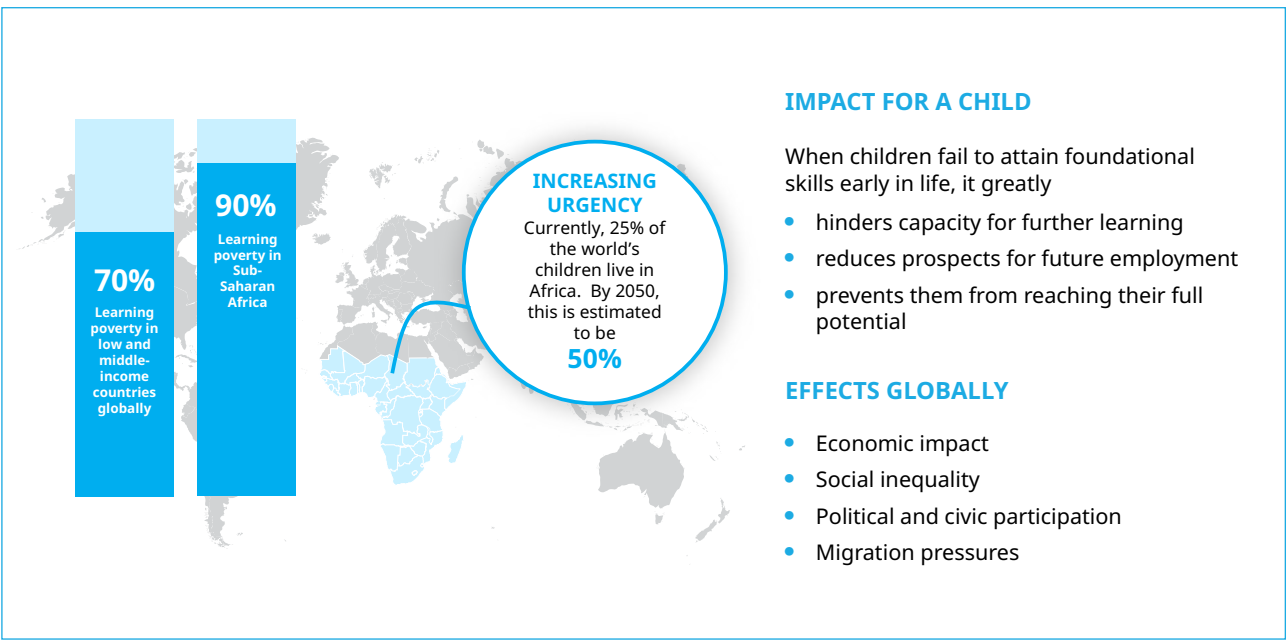 70%
Learning
poverty in
low and
middle-
income
countries
globally
90%
Learning
poverty in
Sub-
Saharan
Africa
INCREASING
URGENCY
Currently, 25% of
the world’s
children live in
Africa.  By 2050,
this is estimated
to be
50%
IMPACT FOR A CHILD
When children fail to attain foundational
skills early in life, it greatly
• hinders capacity for further learning
• reduces prospects for future employment
• prevents them from reaching their full
potential
EFFECTS GLOBALLY
• Economic impact
• Social inequality
• Political and civic participation
• Migration pressures